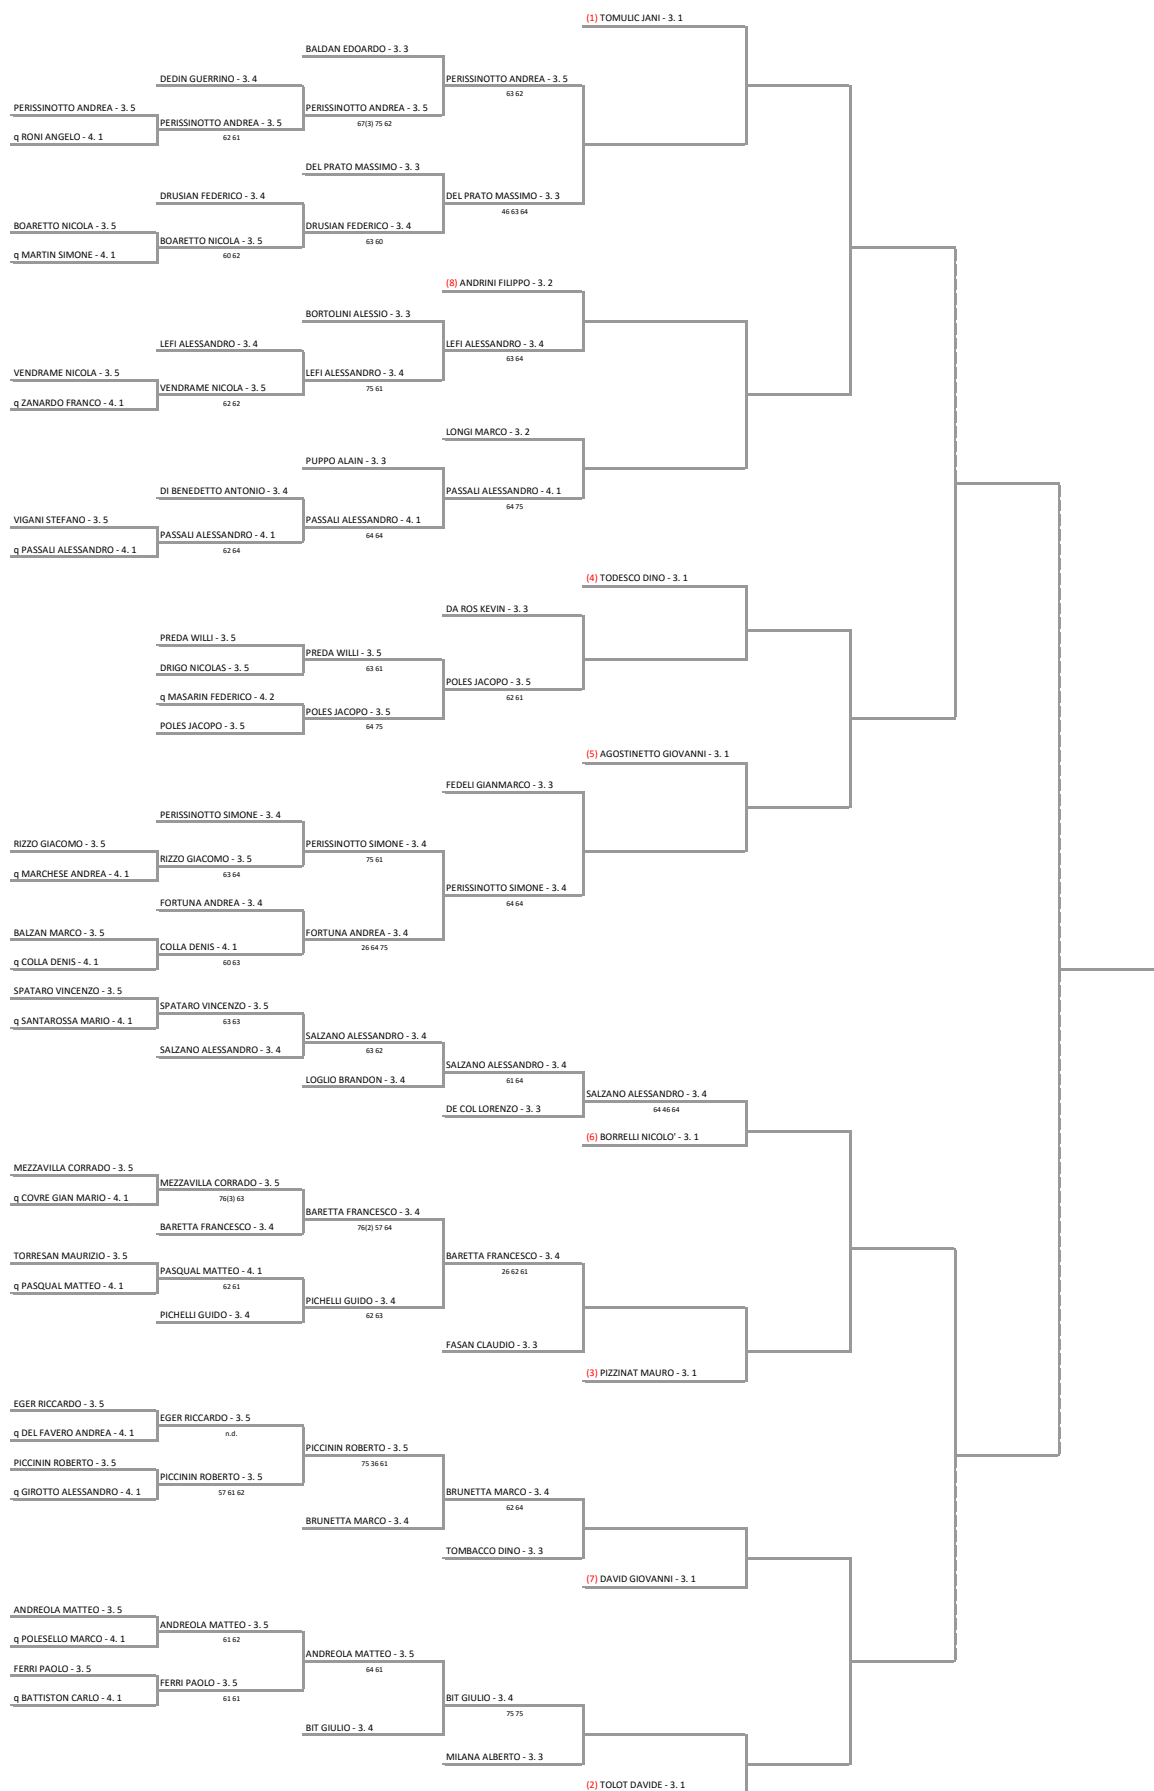 (1) TOMULIC JANI - 3. 1
BALDAN EDOARDO - 3. 3
DEDIN GUERRINO - 3. 4
PERISSINOTTO ANDREA - 3. 5
63 62
PERISSINOTTO ANDREA - 3. 5
PERISSINOTTO ANDREA - 3. 5
67(3) 75 62
PERISSINOTTO ANDREA - 3. 5
62 61
q RONI ANGELO - 4. 1
DEL PRATO MASSIMO - 3. 3
DRUSIAN FEDERICO - 3. 4
DEL PRATO MASSIMO - 3. 3
46 63 64
BOARETTO NICOLA - 3. 5
DRUSIAN FEDERICO - 3. 4
63 60
BOARETTO NICOLA - 3. 5
60 62
q MARTIN SIMONE - 4. 1
(8) ANDRINI FILIPPO - 3. 2
BORTOLINI ALESSIO - 3. 3
LEFI ALESSANDRO - 3. 4
LEFI ALESSANDRO - 3. 4
63 64
VENDRAME NICOLA - 3. 5
LEFI ALESSANDRO - 3. 4
75 61
VENDRAME NICOLA - 3. 5
62 62
q ZANARDO FRANCO - 4. 1
LONGI MARCO - 3. 2
PUPPO ALAIN - 3. 3
DI BENEDETTO ANTONIO - 3. 4
PASSALI ALESSANDRO - 4. 1
64 75
VIGANI STEFANO - 3. 5
PASSALI ALESSANDRO - 4. 1
64 64
PASSALI ALESSANDRO - 4. 1
62 64
q PASSALI ALESSANDRO - 4. 1
(4) TODESCO DINO - 3. 1
DA ROS KEVIN - 3. 3
PREDA WILLI - 3. 5
PREDA WILLI - 3. 5
63 61
DRIGO NICOLAS - 3. 5
POLES JACOPO - 3. 5
62 61
q MASARIN FEDERICO - 4. 2
POLES JACOPO - 3. 5
64 75
POLES JACOPO - 3. 5
(5) AGOSTINETTO GIOVANNI - 3. 1
FEDELI GIANMARCO - 3. 3
PERISSINOTTO SIMONE - 3. 4
RIZZO GIACOMO - 3. 5
PERISSINOTTO SIMONE - 3. 4
75 61
RIZZO GIACOMO - 3. 5
63 64
q MARCHESE ANDREA - 4. 1
PERISSINOTTO SIMONE - 3. 4
64 64
FORTUNA ANDREA - 3. 4
BALZAN MARCO - 3. 5
FORTUNA ANDREA - 3. 4
26 64 75
COLLA DENIS - 4. 1
60 63
q COLLA DENIS - 4. 1
SPATARO VINCENZO - 3. 5
SPATARO VINCENZO - 3. 5
63 63
q SANTAROSSA MARIO - 4. 1
SALZANO ALESSANDRO - 3. 4
63 62
SALZANO ALESSANDRO - 3. 4
SALZANO ALESSANDRO - 3. 4
61 64
LOGLIO BRANDON - 3. 4
SALZANO ALESSANDRO - 3. 4
64 46 64
DE COL LORENZO - 3. 3
(6) BORRELLI NICOLO' - 3. 1
MEZZAVILLA CORRADO - 3. 5
MEZZAVILLA CORRADO - 3. 5
76(3) 63
q COVRE GIAN MARIO - 4. 1
BARETTA FRANCESCO - 3. 4
76(2) 57 64
BARETTA FRANCESCO - 3. 4
TORRESAN MAURIZIO - 3. 5
BARETTA FRANCESCO - 3. 4
26 62 61
PASQUAL MATTEO - 4. 1
62 61
q PASQUAL MATTEO - 4. 1
PICHELLI GUIDO - 3. 4
62 63
PICHELLI GUIDO - 3. 4
FASAN CLAUDIO - 3. 3
(3) PIZZINAT MAURO - 3. 1
EGER RICCARDO - 3. 5
EGER RICCARDO - 3. 5
n.d.
q DEL FAVERO ANDREA - 4. 1
PICCININ ROBERTO - 3. 5
75 36 61
PICCININ ROBERTO - 3. 5
PICCININ ROBERTO - 3. 5
57 61 62
q GIROTTO ALESSANDRO - 4. 1
BRUNETTA MARCO - 3. 4
62 64
BRUNETTA MARCO - 3. 4
TOMBACCO DINO - 3. 3
(7) DAVID GIOVANNI - 3. 1
ANDREOLA MATTEO - 3. 5
ANDREOLA MATTEO - 3. 5
61 62
q POLESELLO MARCO - 4. 1
ANDREOLA MATTEO - 3. 5
64 61
FERRI PAOLO - 3. 5
FERRI PAOLO - 3. 5
61 61
q BATTISTON CARLO - 4. 1
BIT GIULIO - 3. 4
75 75
BIT GIULIO - 3. 4
MILANA ALBERTO - 3. 3
(2) TOLOT DAVIDE - 3. 1